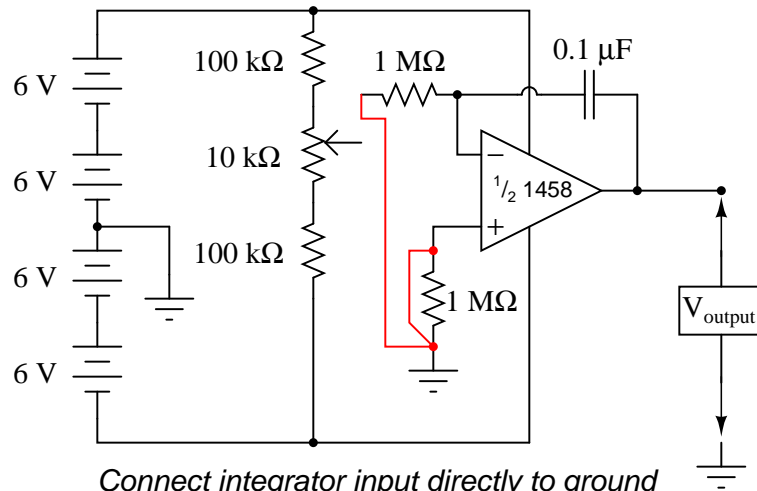 6 V
6 V
6 V
6 V
100 kΩ
10 kΩ
100 kΩ
1 MΩ
0.1 μF
−
1/2 1458
+
1 MΩ
Voutput
Connect integrator input directly to ground